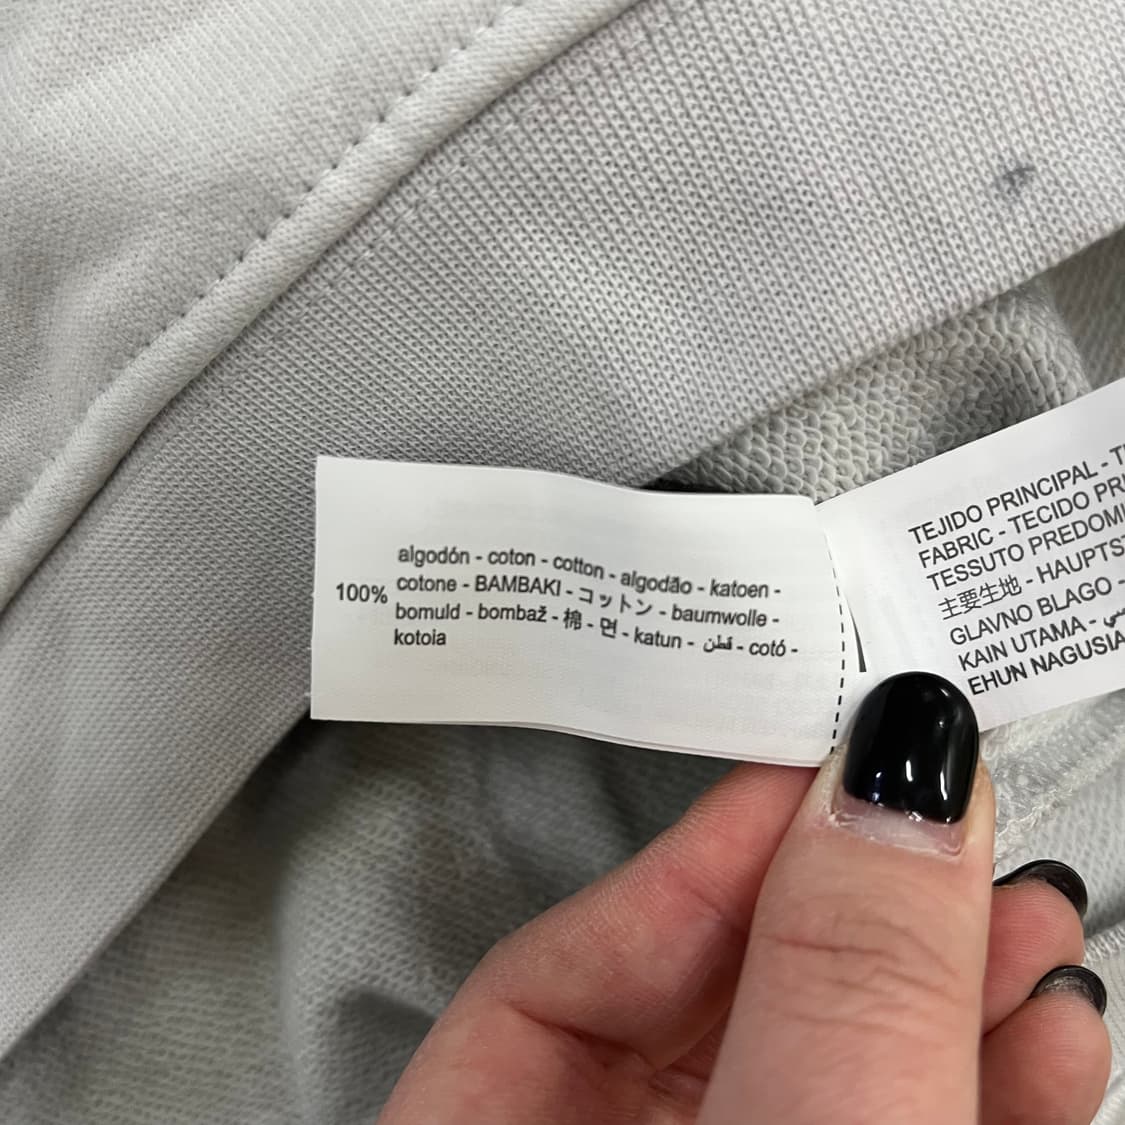 100%
algodón - coton - cotton - algodão - katoen -
cotone - BAMBAKI - コットン - baumwolle -
bomuld - bombaž - 棉 - 면 - katun - قطن - cotó -
kotoia
TEJIDO PRINCIPAL -
FABRIC - TECIDO
TESSUTO
主要生地 -
GLAVNO BLAGO -
KAIN UTAMA -
EHUN NAGUSIA